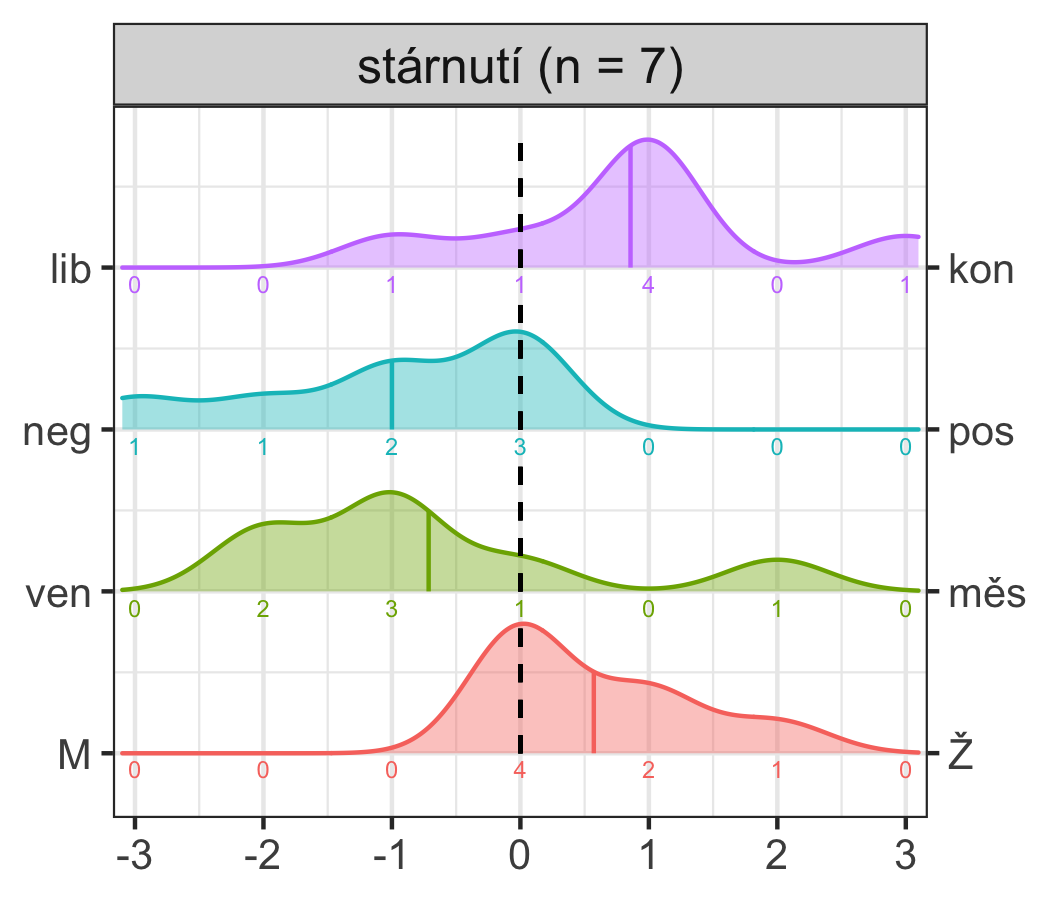 stárnutí (n = 7)
lib kon
0 0 1 1 4 0 1
neg pos
1 1 2 3 0 0 0
ven měs
0 2 3 1 0 1 0
M Ž
0 0 0 4 2 1 0
-3 -2 -1 0 1 2 3